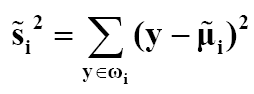 s̃ᵢ² = ∑_{y∈ωᵢ} (y − μ̃ᵢ)²